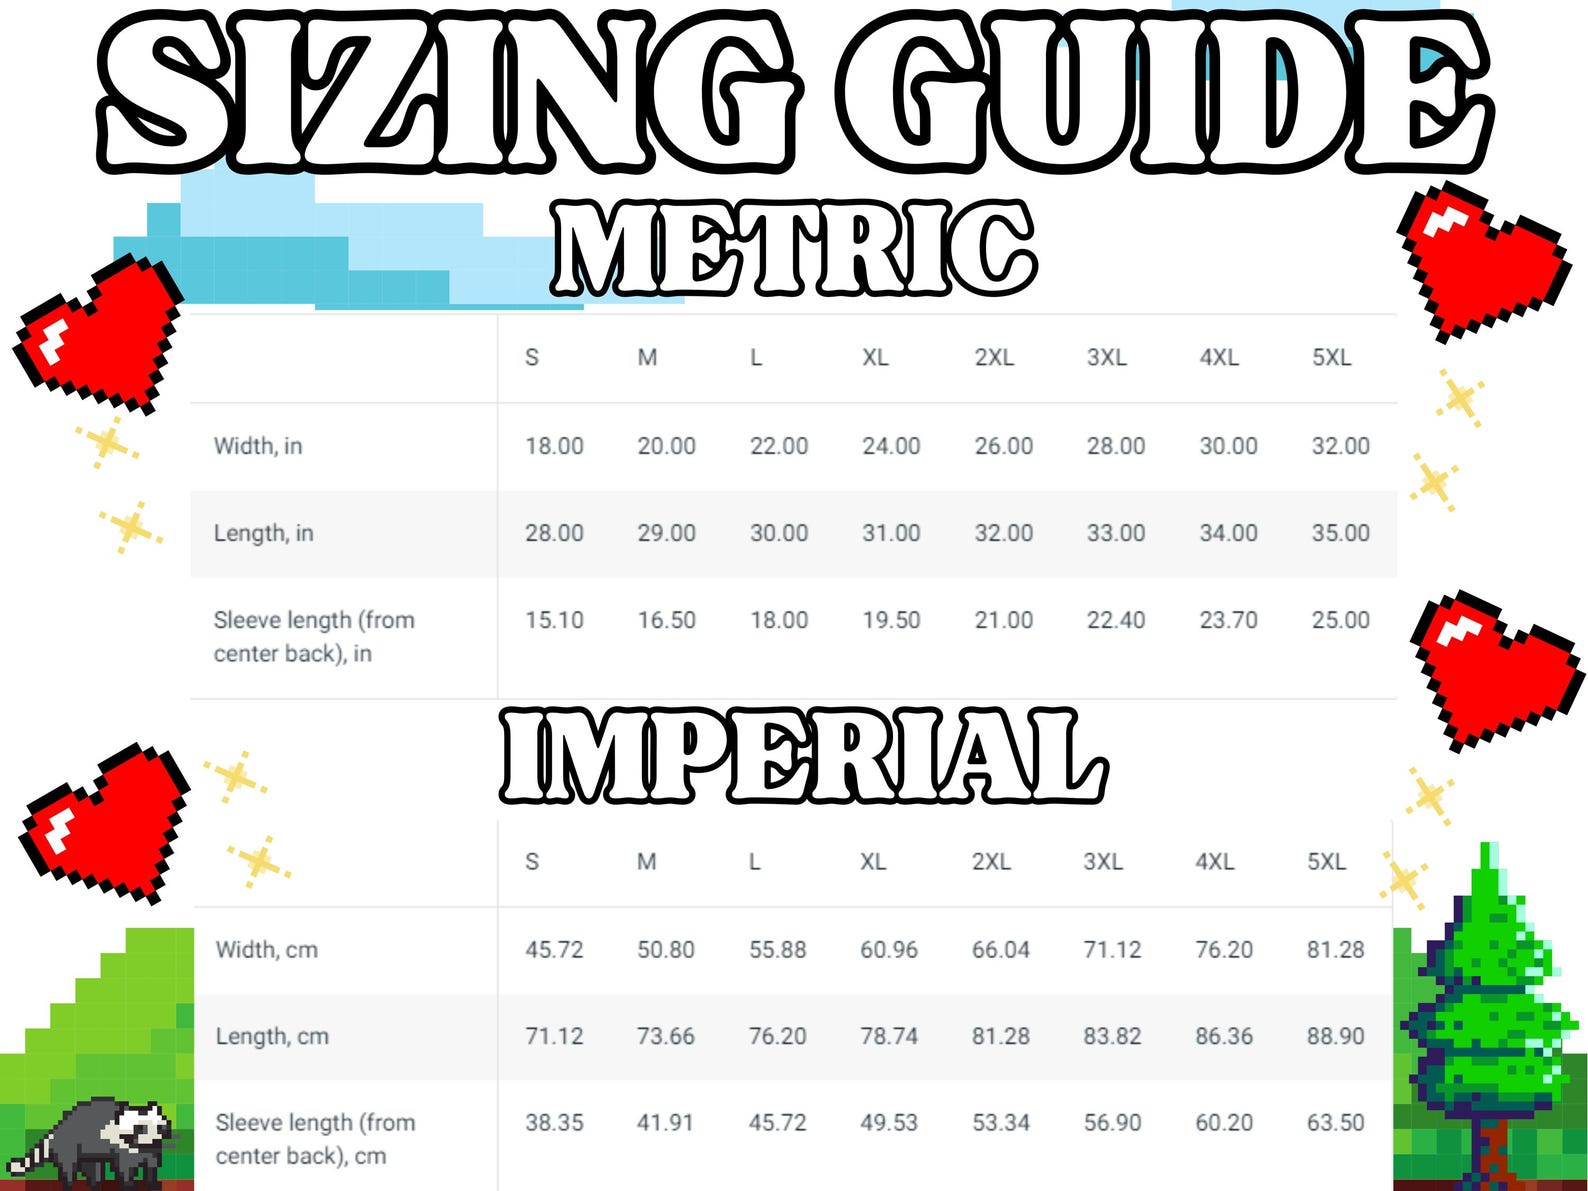 SIZING GUIDE
METRIC
S M L XL 2XL 3XL 4XL 5XL
Width, in 18.00 20.00 22.00 24.00 26.00 28.00 30.00 32.00
Length, in 28.00 29.00 30.00 31.00 32.00 33.00 34.00 35.00
Sleeve length (from 15.10 16.50 18.00 19.50 21.00 22.40 23.70 25.00
center back), in
IMPERIAL
S M L XL 2XL 3XL 4XL 5XL
Width, cm 45.72 50.80 55.88 60.96 66.04 71.12 76.20 81.28
Length, cm 71.12 73.66 76.20 78.74 81.28 83.82 86.36 88.90
Sleeve length (from 38.35 41.91 45.72 49.53 53.34 56.90 60.20 63.50
center back), cm